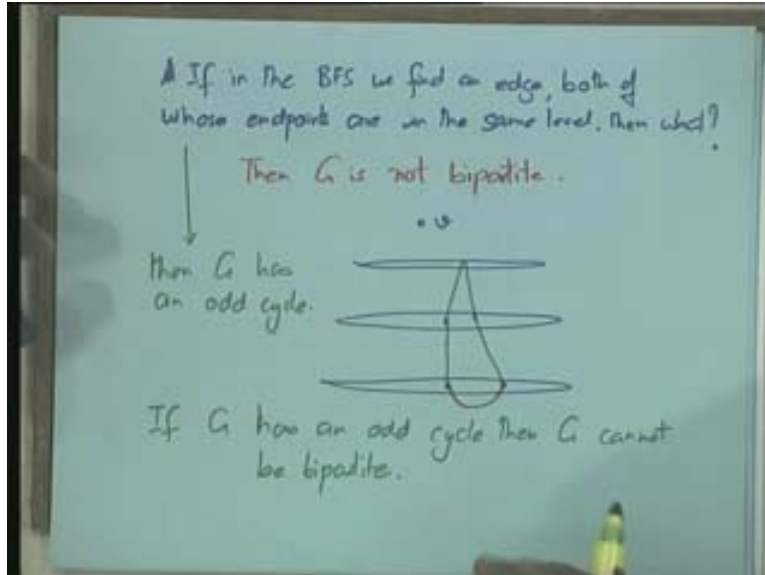 If in the BFS we find an edge, both of
whose endpoints are in the same level. Then what?
Then G is not bipartite.
v
then G has
an odd cycle.
If G has an odd cycle then G cannot
be bipartite.